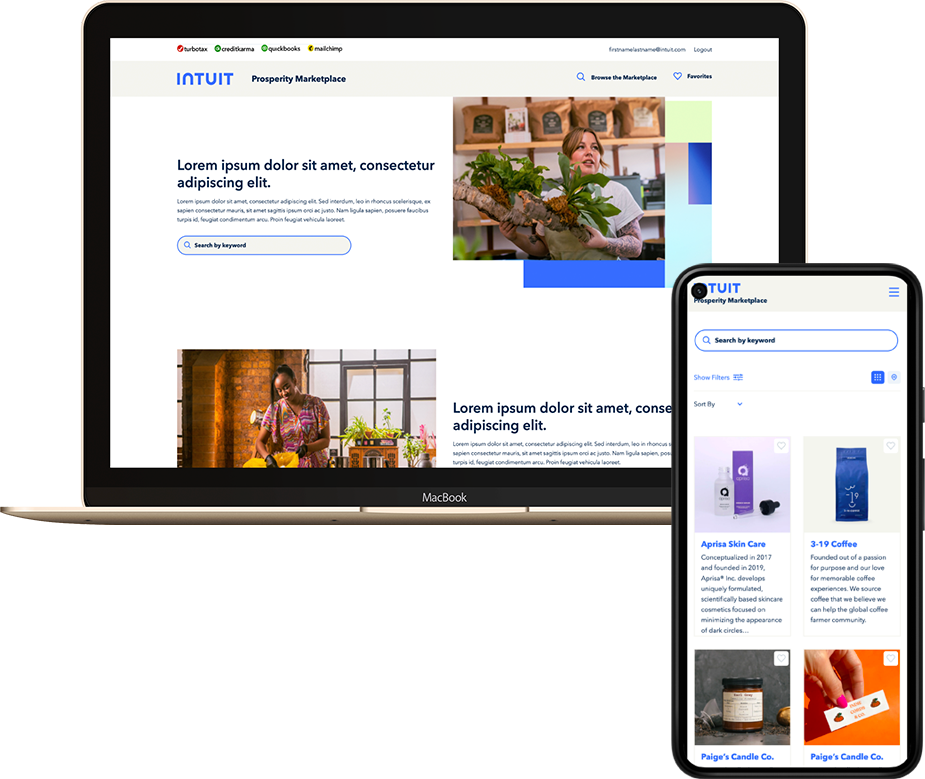 turbotax creditkarma quickbooks mailchimp
firstnamelastname@intuit.com Logout
INTUIT Prosperity Marketplace
Browse the Marketplace Favorites
Lorem ipsum dolor sit amet, consectetur
adipiscing elit.
Lorem ipsum dolor sit amet, consectetur adipiscing elit. Sed interdum, leo in rhoncus scelerisque, ex
sapien consectetur mauris, sit amet sagittis ipsum orci ac justo. Nam ligula sapien, posuere faucibus
turpis id, feugiat condimentum arcu. Proin feugiat vehicula laoreet.
Search by keyword
Lorem ipsum dolor sit amet, conse
adipiscing elit.
Lorem ipsum dolor sit amet, consectetur adipiscing elit. Sed interdum, leo in rhoncus s
sapien consectetur mauris, sit amet sagittis ipsum orci ac justo. Nam ligula sapien,
turpis id, feugiat condimentum arcu. Proin feugiat vehicula laoreet.
MacBook
TUIT
Prosperity Marketplace
Search by keyword
Show Filters
Sort By
aprisa
Aprisa Skin Care
Conceptualized in 2017
and founded in 2019,
Aprisa® Inc. develops
uniquely formulated,
scientifically based skincare
cosmetics focused on
minimizing the appearance
of dark circles...
-19
3-19 Coffee
Founded out of a passion
for purpose and our love
for memorable coffee
experiences. We source
coffee that we believe we
can help the global coffee
farmer community.
Paige's Candle Co.
Paige's Candle Co.